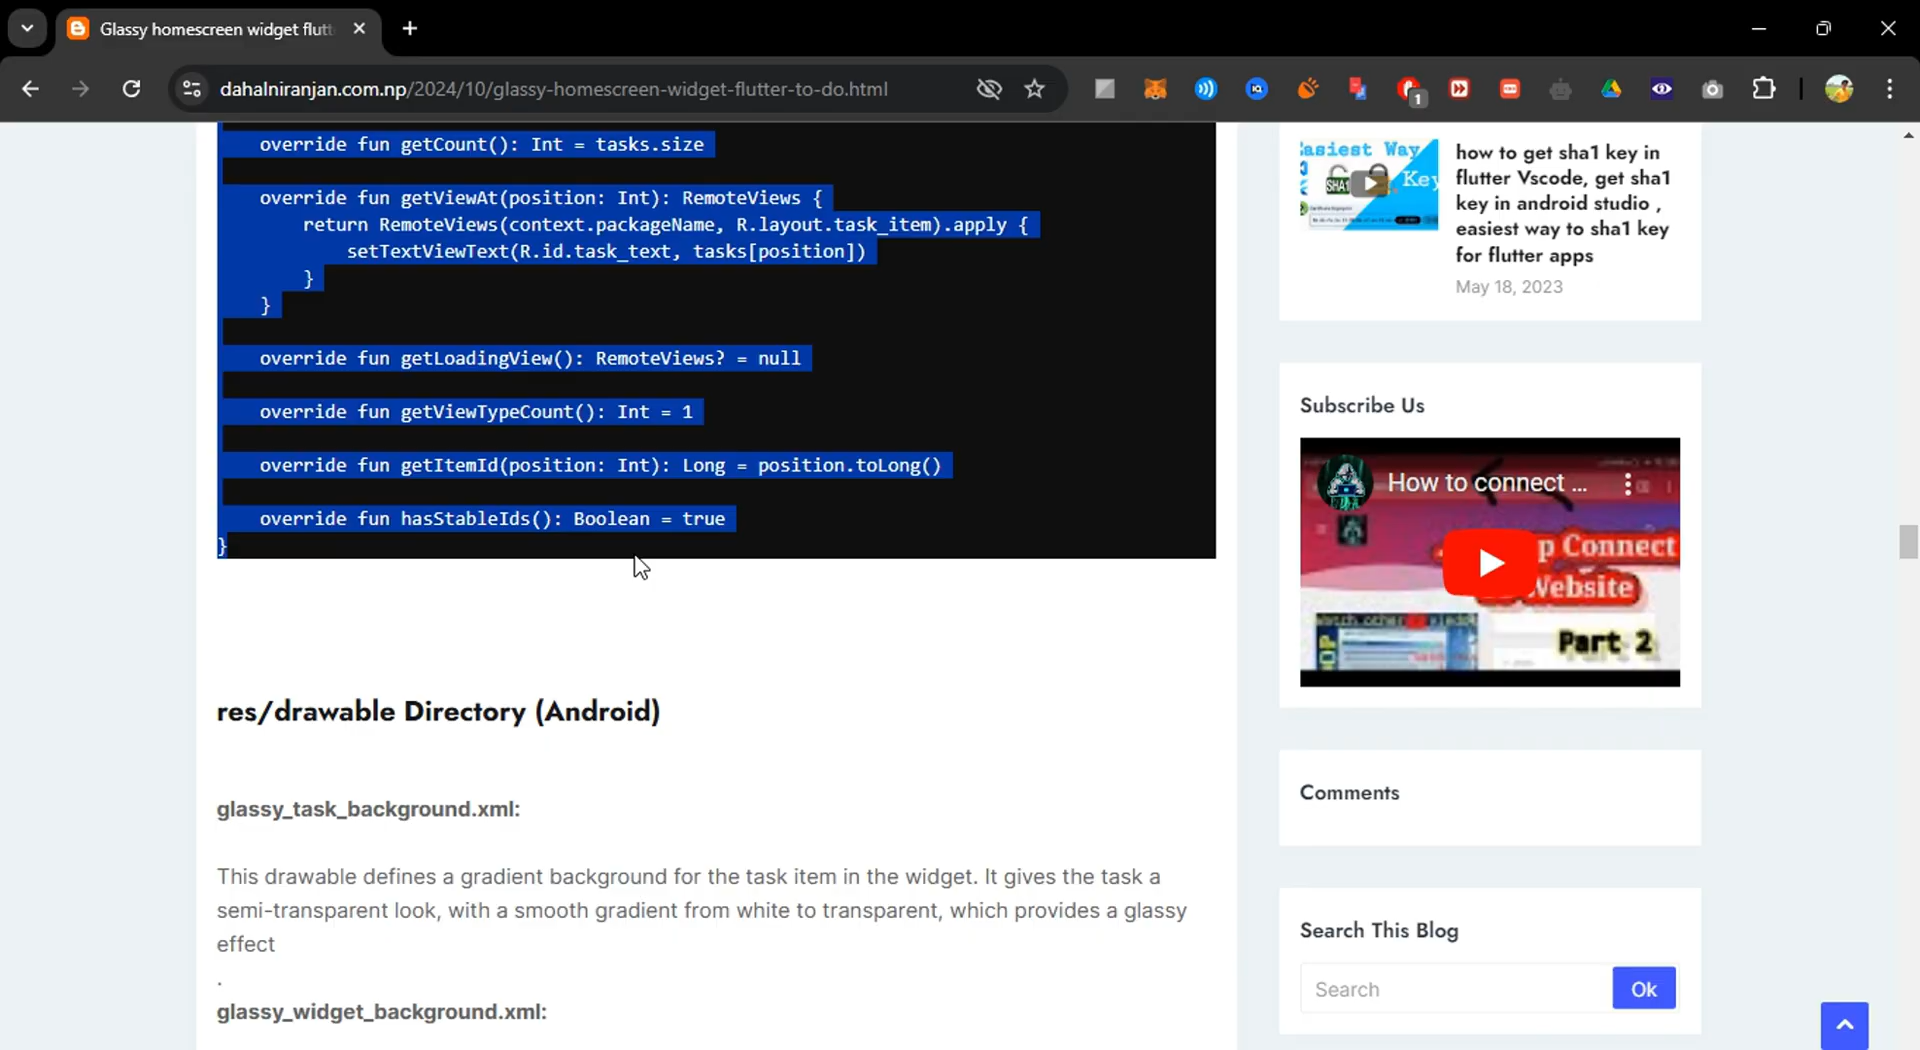 Glassy homescreen widget flutt
dahalniranjan.com.np/2024/10/glassy-homescreen-widget-flutter-to-do.html
1
override fun getCount(): Int = tasks.size
override fun getViewAt(position: Int): RemoteViews {
return RemoteViews(context.packageName, R.layout.task_item).apply {
setTextViewText(R.id.task_text, tasks[position])
}
}
override fun getLoadingView(): RemoteViews? = null
override fun getViewTypeCount(): Int = 1
override fun getItemId(position: Int): Long = position.toLong()
override fun hasStableIds(): Boolean = true
}
res/drawable Directory (Android)
glassy_task_background.xml:
This drawable defines a gradient background for the task item in the widget. It gives the task a
semi-transparent look, with a smooth gradient from white to transparent, which provides a glassy
effect
.
glassy_widget_background.xml:
asiest Way
SHA1 Key
how to get sha1 key in
flutter Vscode, get sha1
key in android studio ,
easiest way to sha1 key
for flutter apps
May 18, 2023
Subscribe Us
How to connect ...
p Connect
Website
Part 2
Comments
Search This Blog
Search
Ok